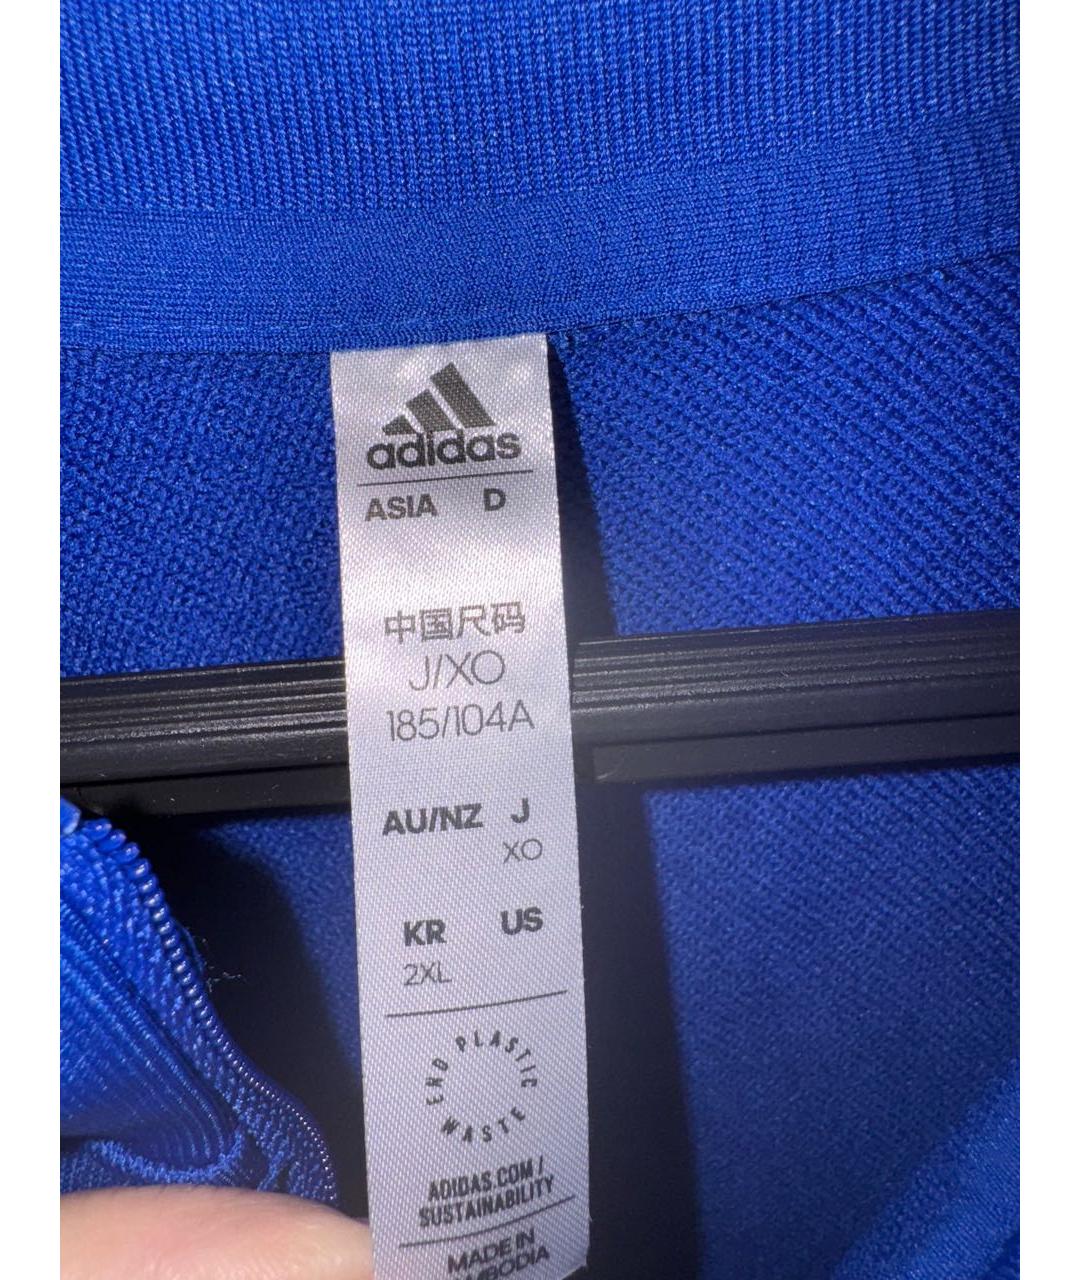 adidas
ASIA D
中国尺码
J/XO
185/104A
AU/NZ J
XO
KR US
2XL
END PLASTIC WASTE
ADIDAS.COM/
SUSTAINABILITY
MADE IN